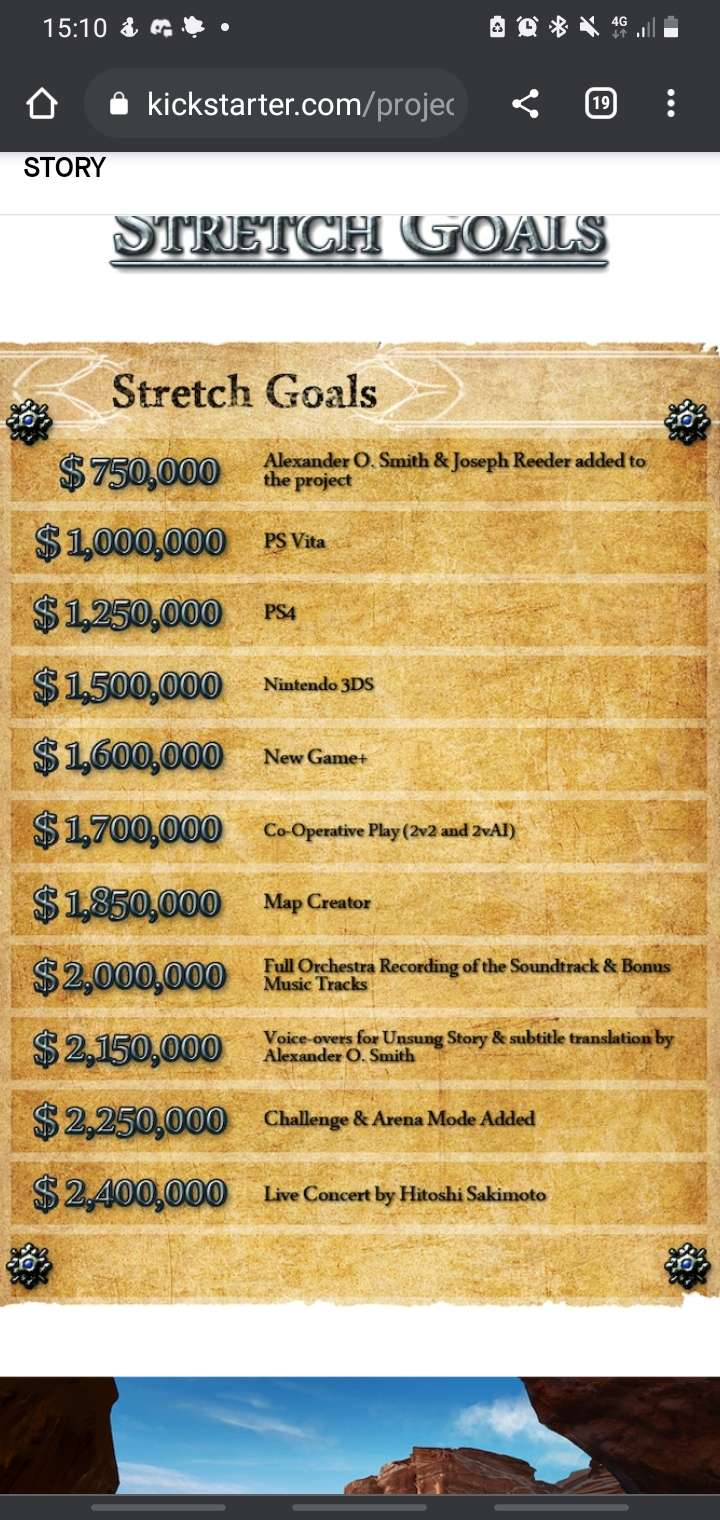 15:10
4G
kickstarter.com/projec
19
STORY
STRETCH GOALS
Stretch Goals
$750,000 Alexander O. Smith & Joseph Reeder added to
the project
$1,000,000 PS Vita
$1,250,000 PS4
$1,500,000 Nintendo 3DS
$1,600,000 New Game+
$1,700,000 Co-Operative Play (2v2 and 2vAI)
$1,850,000 Map Creator
$2,000,000 Full Orchestra Recording of the Soundtrack & Bonus
Music Tracks
$2,150,000 Voice-overs for Unsung Story & subtitle translation by
Alexander O. Smith
$2,250,000 Challenge & Arena Mode Added
$2,400,000 Live Concert by Hitoshi Sakimoto